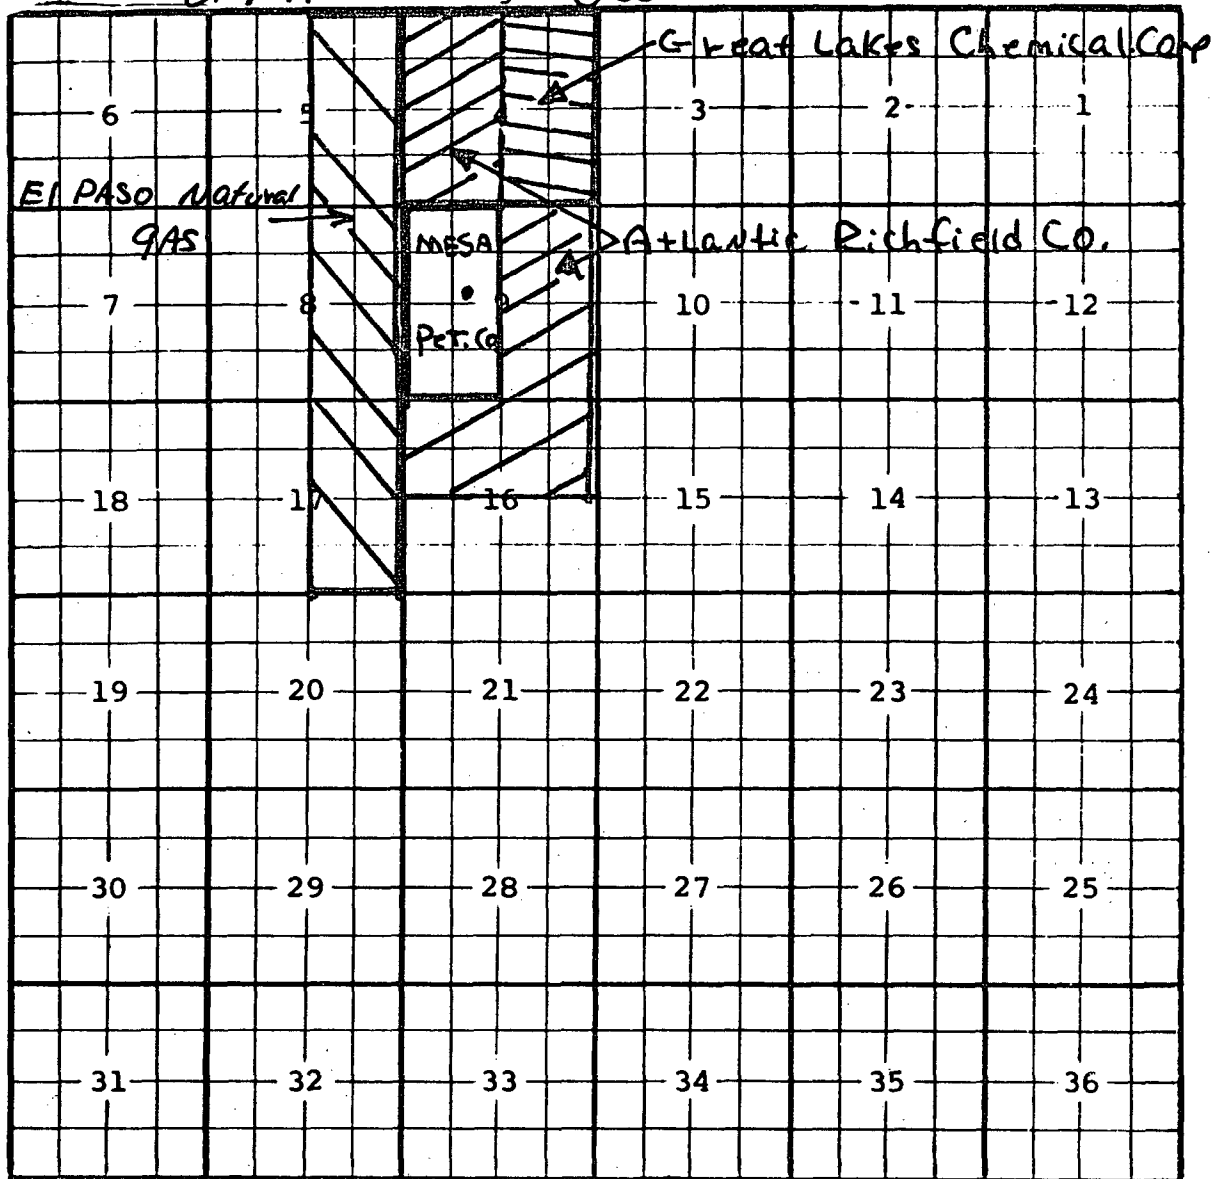 Great Lakes Chemical Corp
6 5 3 2 1
El PASO Natural
GAS
MESA
Atlantic Richfield Co.
7 8 9 10 11 12
Pet. Co
18 17 16 15 14 13
19 20 21 22 23 24
30 29 28 27 26 25
31 32 33 34 35 36